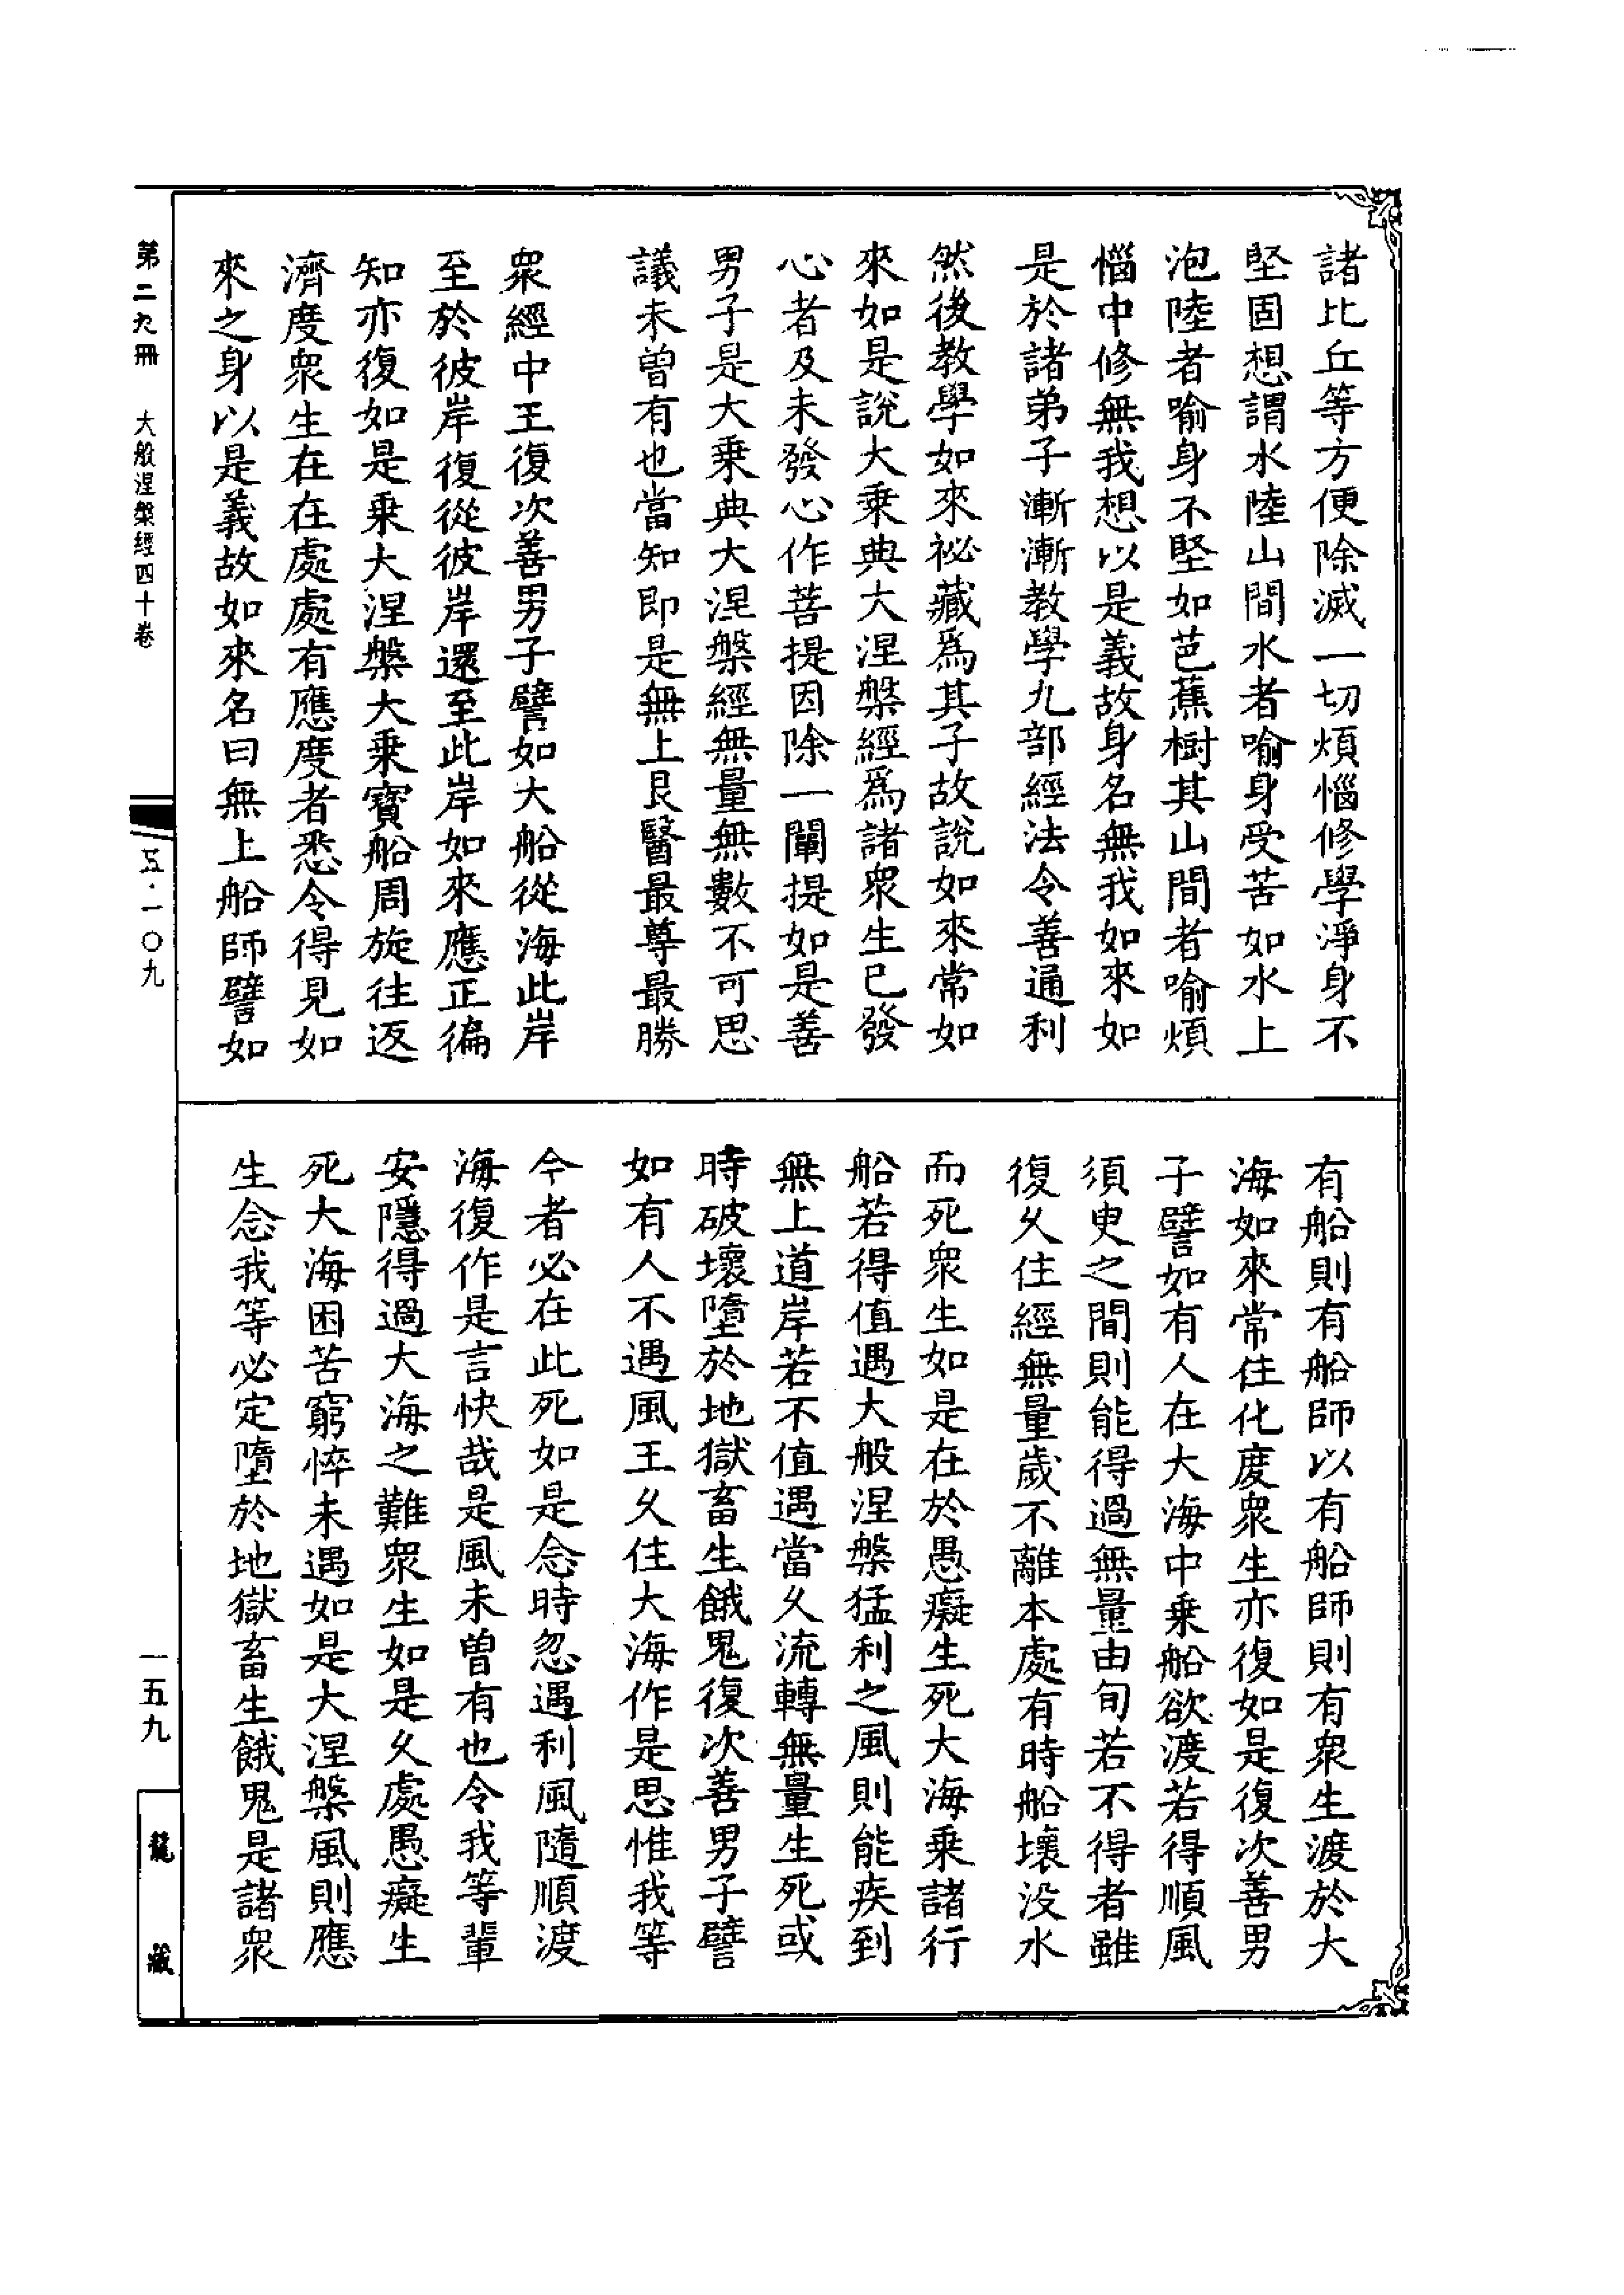 諸比丘等方便除滅一切煩惱修學淨身不
堅固想謂水陸山間水者喻身受苦如水上
泡陸者喻身不堅如芭蕉樹其山間者喻煩
惱中修無我想以是義故身名無我如來如
是於諸弟子漸漸教學九部經法令善通利
然後教學如來祕藏爲其子故說如來常如
來如是說大乗典大涅槃經爲諸衆生已發
心者及未發心作菩提因除一闡提如是善
男子是大乗典大涅槃經無量無數不可思
議未曾有也當知即是無上良醫最尊最勝
衆經中王復次善男子譬如大船從海此岸
至於彼岸復從彼岸還至此岸如來應正徧
知亦復如是乗大涅槃大乗寶船周旋往返
濟度衆生在在處處有應度者悉令得見如
來之身以是義故如來名曰無上船師譬如
有船則有船師以有船師則有衆生渡於大
海如來常住化度衆生亦復如是復次善男
子譬如有人在大海中乗船欲渡若得順風
須臾之間則能得過無量由旬若不得者雖
復久住經無量歲不離本處有時船壞没水
而死衆生如是在於愚癡生死大海乗諸行
船若得值遇大般涅槃猛利之風則能疾到
無上道岸若不值遇當久流轉無量生死或
時破壞墮於地獄畜生餓鬼復次善男子譬
如有人不遇風王久住大海作是思惟我等
今者必在此死如是念時忽遇利風隨順渡
海復作是言快哉是風未曾有也令我等輩
安隱得過大海之難衆生如是久處愚癡生
死大海困苦窮悴未遇如是大涅槃風則應
生念我等必定墮於地獄畜生餓鬼是諸衆
第二九冊 大般涅槃經四十卷
五·一〇九
一五九
龍藏